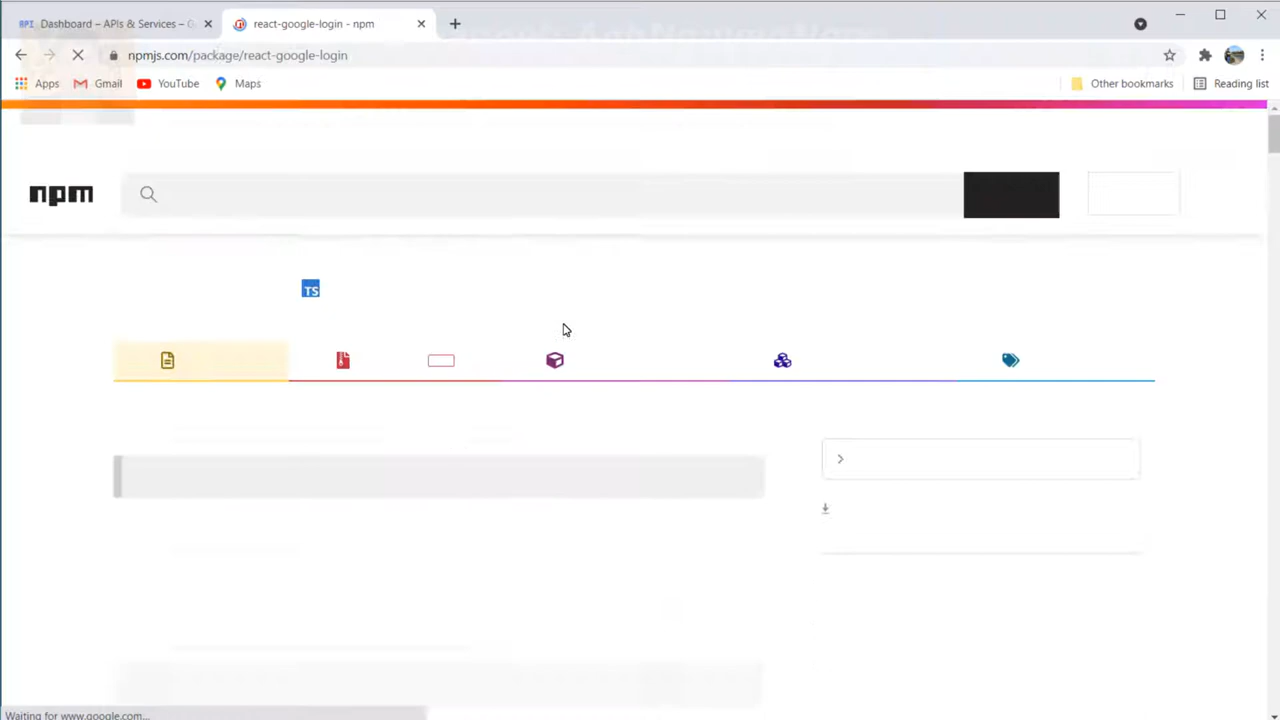 API Dashboard – APIs & Services – G
react-google-login - npm
npmjs.com/package/react-google-login
Apps
Gmail
YouTube
Maps
Other bookmarks
Reading list
npm
TS
Waiting for www.google.com...